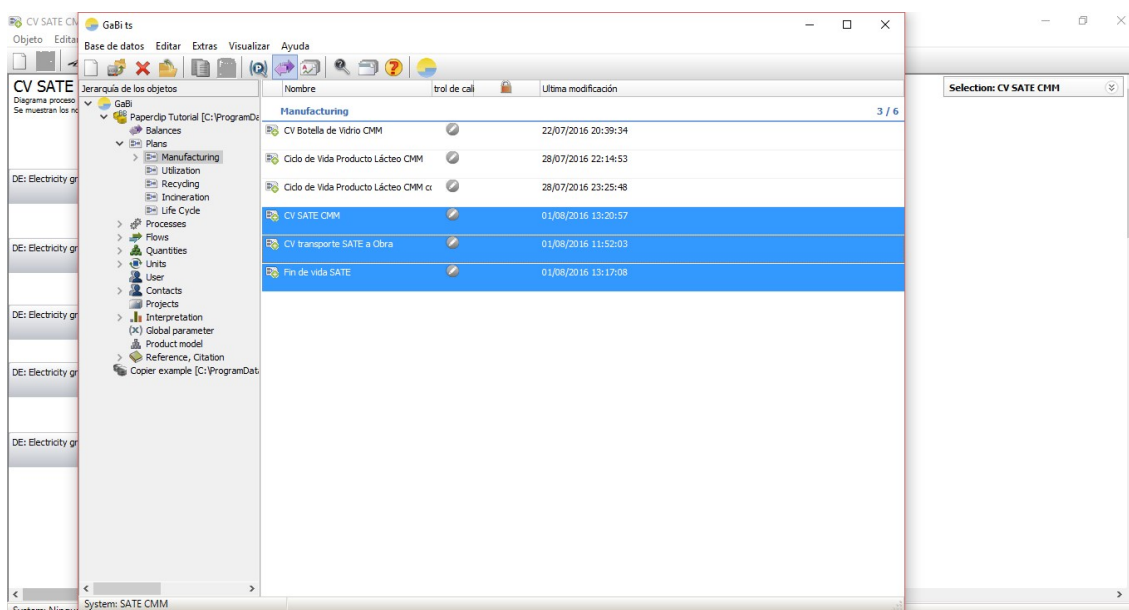 CV SATE CM
Objeto Edita
CV SATE
Diagrama proceso
Se muestran los no
DE: Electricity gr
DE: Electricity gr
DE: Electricity gr
DE: Electricity gr
DE: Electricity gr
GaBi ts
Base de datos Editar Extras Visualizar Ayuda
Jerarquía de los objetos
GaBi
Paperclip Tutorial [C:\ProgramDa
Balances
Plans
Manufacturing
Utilization
Recycling
Incineration
Life Cycle
Processes
Flows
Quantities
Units
User
Contacts
Projects
Interpretation
Global parameter
Product model
Reference, Citation
Copier example [C:\ProgramDat
Nombre trol de cali Ultima modificación
Manufacturing 3 / 6
CV Botella de Vidrio CMM 22/07/2016 20:39:34
Ciclo de Vida Producto Lácteo CMM 28/07/2016 22:14:53
Ciclo de Vida Producto Lácteo CMM co 28/07/2016 23:25:48
CV SATE CMM 01/08/2016 13:20:57
CV transporte SATE a Obra 01/08/2016 11:52:03
Fin de vida SATE 01/08/2016 13:17:08
System: SATE CMM
Selection: CV SATE CMM